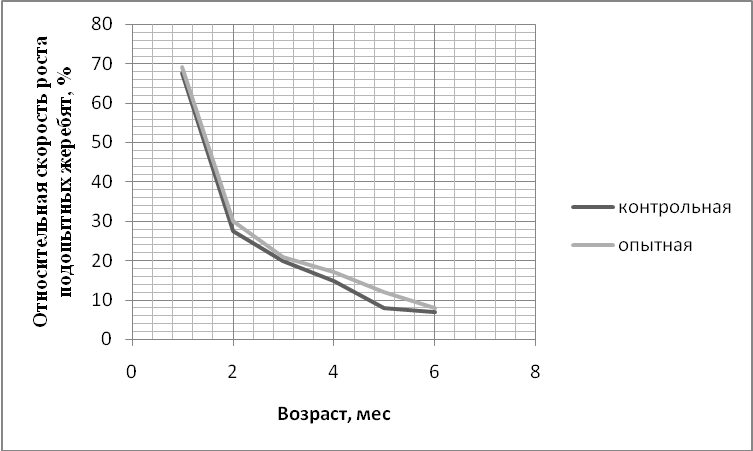 Относительная скорость роста
подопытных жеребят, %
80
70
60
50
40
30
20
10
0
0 2 4 6 8
Возраст, мес
контрольная
опытная